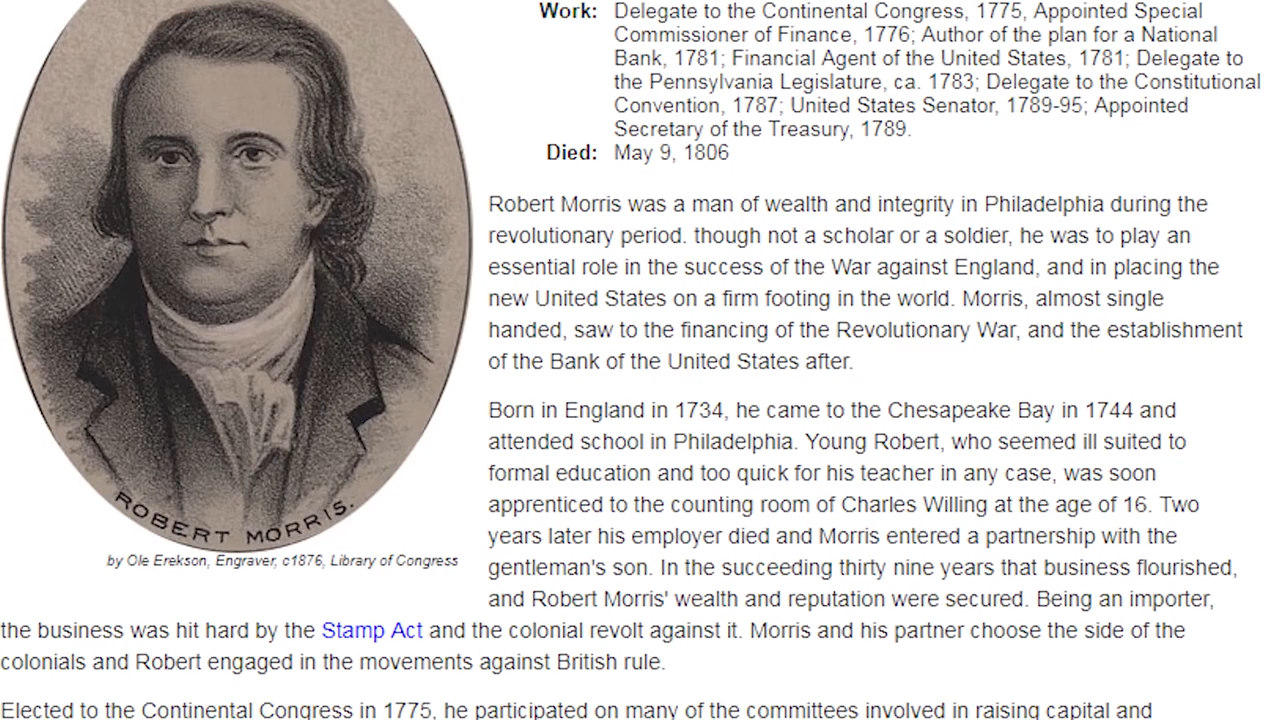 Work: Delegate to the Continental Congress, 1775, Appointed Special
Commissioner of Finance, 1776; Author of the plan for a National
Bank, 1781; Financial Agent of the United States, 1781; Delegate to
the Pennsylvania Legislature, ca. 1783; Delegate to the Constitutional
Convention, 1787; United States Senator, 1789-95; Appointed
Secretary of the Treasury, 1789.
Died: May 9, 1806
Robert Morris was a man of wealth and integrity in Philadelphia during the
revolutionary period. though not a scholar or a soldier, he was to play an
essential role in the success of the War against England, and in placing the
new United States on a firm footing in the world. Morris, almost single
handed, saw to the financing of the Revolutionary War, and the establishment
of the Bank of the United States after.
Born in England in 1734, he came to the Chesapeake Bay in 1744 and
attended school in Philadelphia. Young Robert, who seemed ill suited to
formal education and too quick for his teacher in any case, was soon
apprenticed to the counting room of Charles Willing at the age of 16. Two
years later his employer died and Morris entered a partnership with the
gentleman's son. In the succeeding thirty nine years that business flourished,
and Robert Morris' wealth and reputation were secured. Being an importer,
the business was hit hard by the Stamp Act and the colonial revolt against it. Morris and his partner choose the side of the
colonials and Robert engaged in the movements against British rule.
Elected to the Continental Congress in 1775, he participated on many of the committees involved in raising capital and
ROBERT MORRIS.
by Ole Erekson, Engraver, c1876, Library of Congress